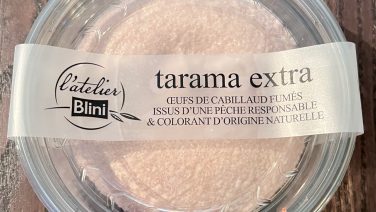 l'atelier
Blini
tarama extra
ŒUFS DE CABILLAUD FUMÉS
ISSUS D'UNE PÊCHE RESPONSABLE
& COLORANT D'ORIGINE NATURELLE